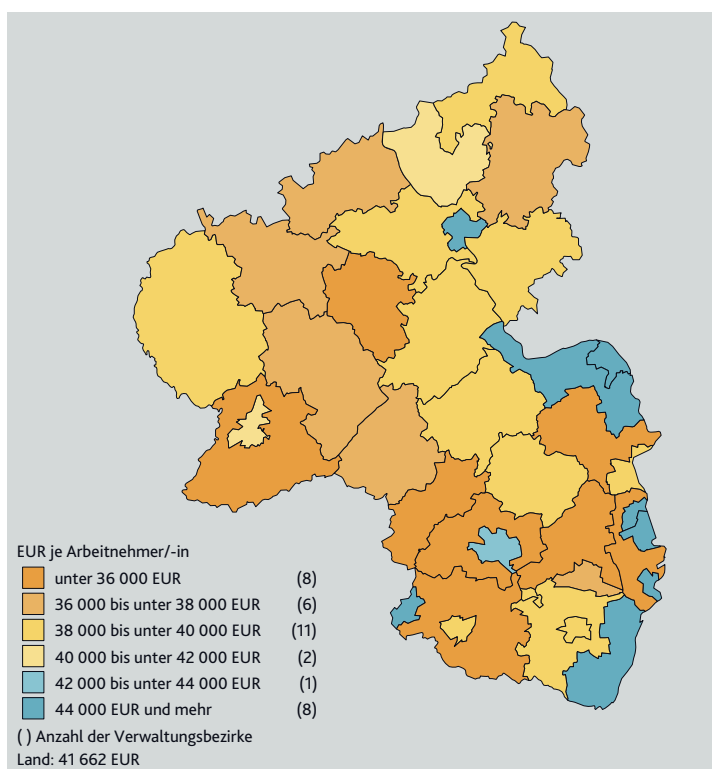 EUR je Arbeitnehmer/-in
unter 36 000 EUR (8)
36 000 bis unter 38 000 EUR (6)
38 000 bis unter 40 000 EUR (11)
40 000 bis unter 42 000 EUR (2)
42 000 bis unter 44 000 EUR (1)
44 000 EUR und mehr (8)
( ) Anzahl der Verwaltungsbezirke
Land: 41 662 EUR